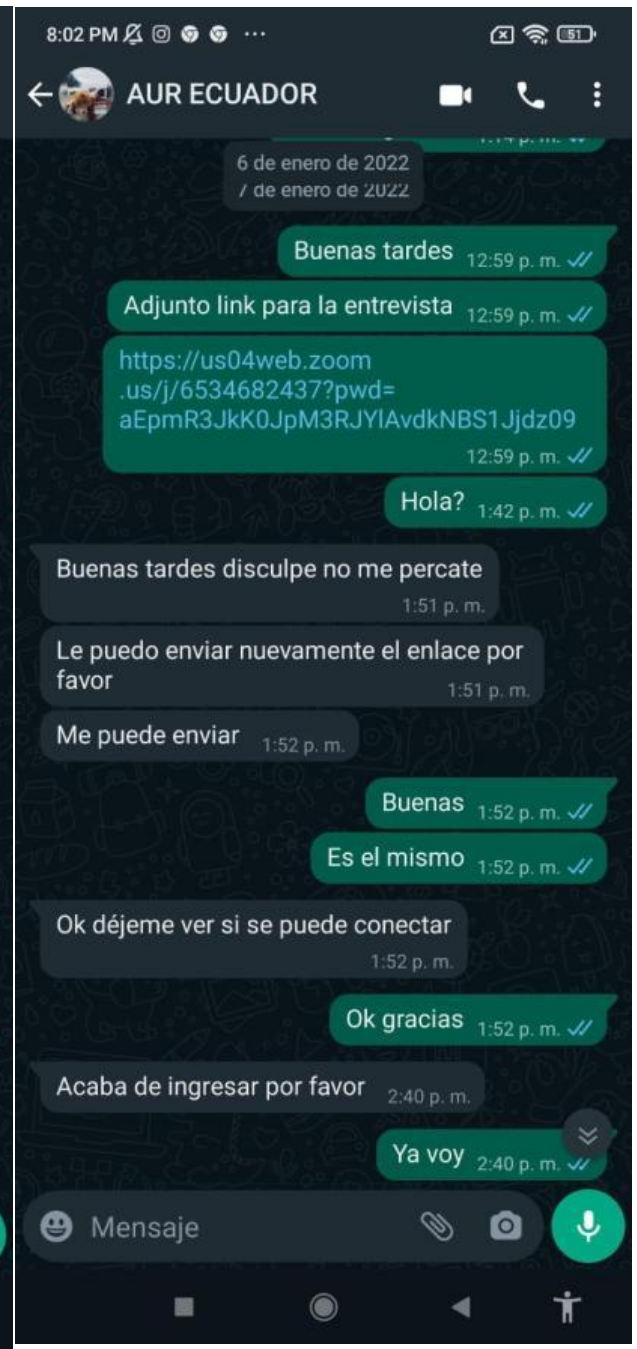 8:02 PM
51
AUR ECUADOR
6 de enero de 2022
7 de enero de 2022
Buenas tardes 12:59 p. m.
Adjunto link para la entrevista 12:59 p. m.
https://us04web.zoom
.us/j/6534682437?pwd=
aEpmR3JkK0JpM3RJYlAvdkNBS1Jjdz09
12:59 p. m.
Hola? 1:42 p. m.
Buenas tardes disculpe no me percate
1:51 p. m.
Le puedo enviar nuevamente el enlace por
favor 1:51 p. m.
Me puede enviar 1:52 p. m.
Buenas 1:52 p. m.
Es el mismo 1:52 p. m.
Ok déjeme ver si se puede conectar
1:52 p. m.
Ok gracias 1:52 p. m.
Acaba de ingresar por favor 2:40 p. m.
Ya voy 2:40 p. m.
Mensaje